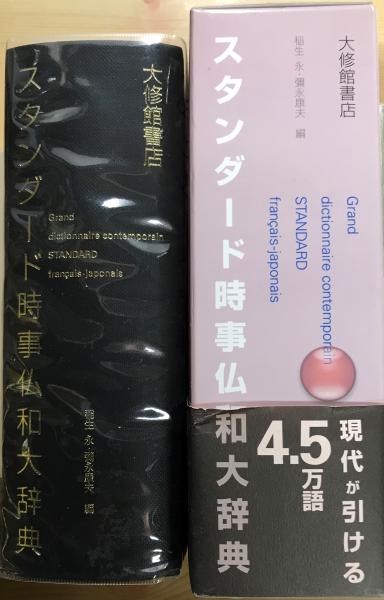 スタンダード時事仏和大辞典
大修館書店
Grand
dictionnaire contemporain
STANDARD
français-japonais
稲生 永・彌永康夫 編
スタンダード時事仏和大辞典
稲生 永・彌永康夫 編
大修館書店
Grand
dictionnaire contemporain
STANDARD
français-japonais
現代が引ける
4.5
万語